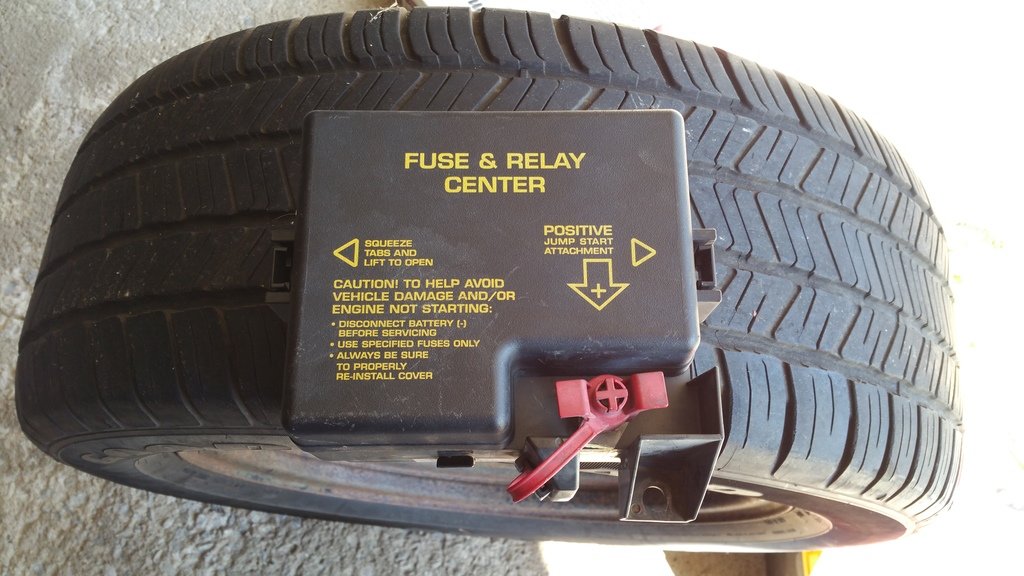 FUSE & RELAY
CENTER
SQUEEZE
TABS AND
LIFT TO OPEN
POSITIVE
JUMP START
ATTACHMENT
+
CAUTION! TO HELP AVOID
VEHICLE DAMAGE AND/OR
ENGINE NOT STARTING:
• DISCONNECT BATTERY (-)
BEFORE SERVICING
• USE SPECIFIED FUSES ONLY
• ALWAYS BE SURE
TO PROPERLY
RE-INSTALL COVER